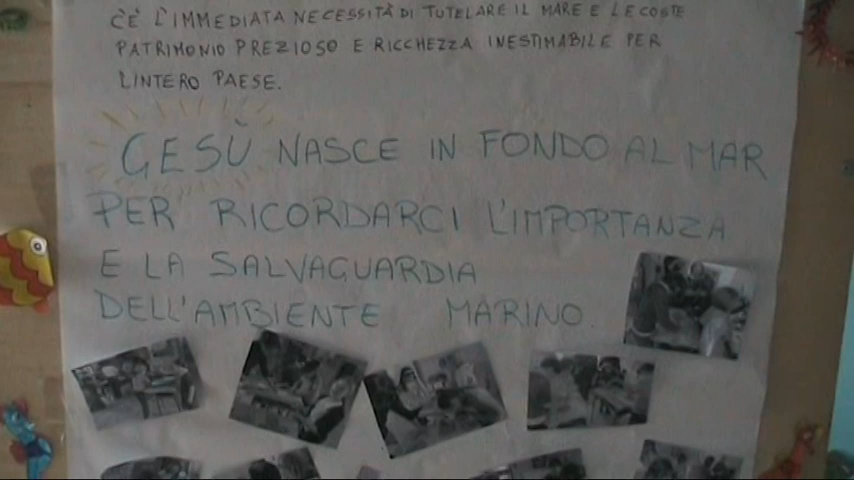 C'È L'IMMEDIATA NECESSITÀ DI TUTELARE IL MARE E LE COSTE
PATRIMONIO PREZIOSO E RICCHEZZA INESTIMABILE PER
L'INTERO PAESE.
GESÙ NASCE IN FONDO AL MAR
PER RICORDARCI L'IMPORTANZA
E LA SALVAGUARDIA
DELL'AMBIENTE MARINO.